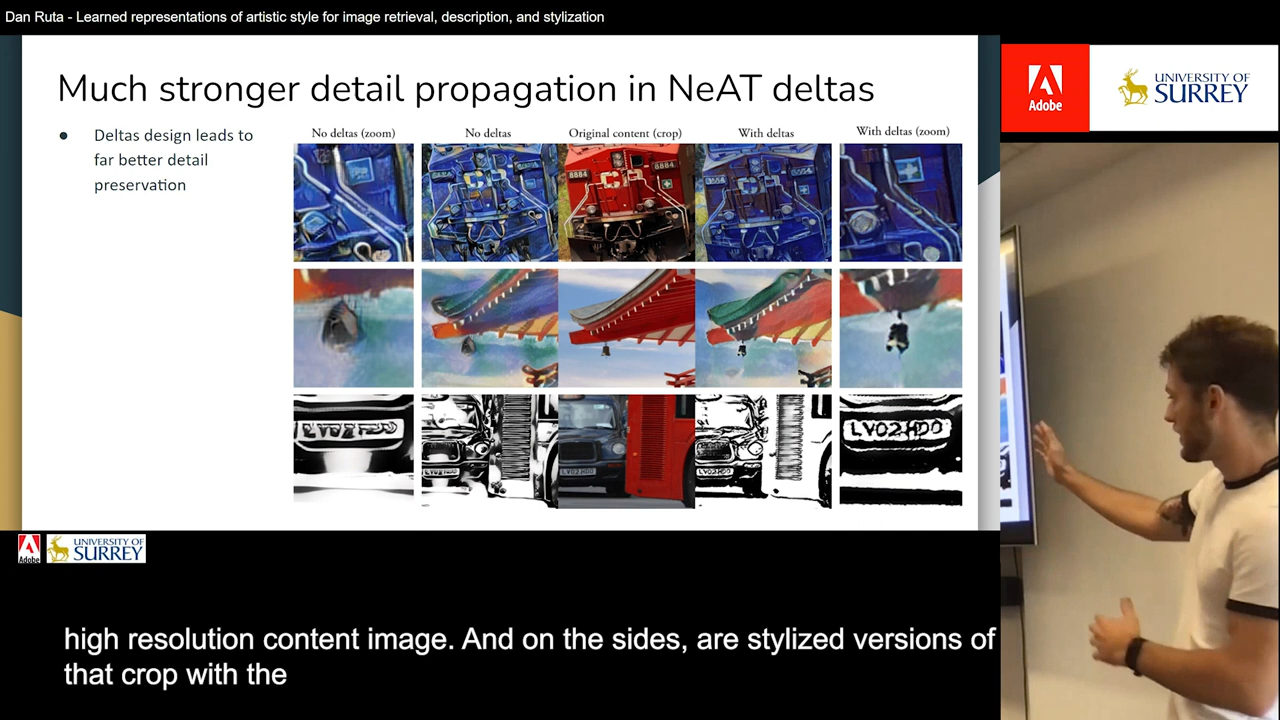 Dan Ruta - Learned representations of artistic style for image retrieval, description, and stylization
Much stronger detail propagation in NeAT deltas
● Deltas design leads to
far better detail
preservation
No deltas (zoom)
No deltas
Original content (crop)
With deltas
With deltas (zoom)
8884
8884
LV02HDO
LV02HDO
Adobe
UNIVERSITY OF
SURREY
Adobe
UNIVERSITY OF
SURREY
high resolution content image. And on the sides, are stylized versions of
that crop with the